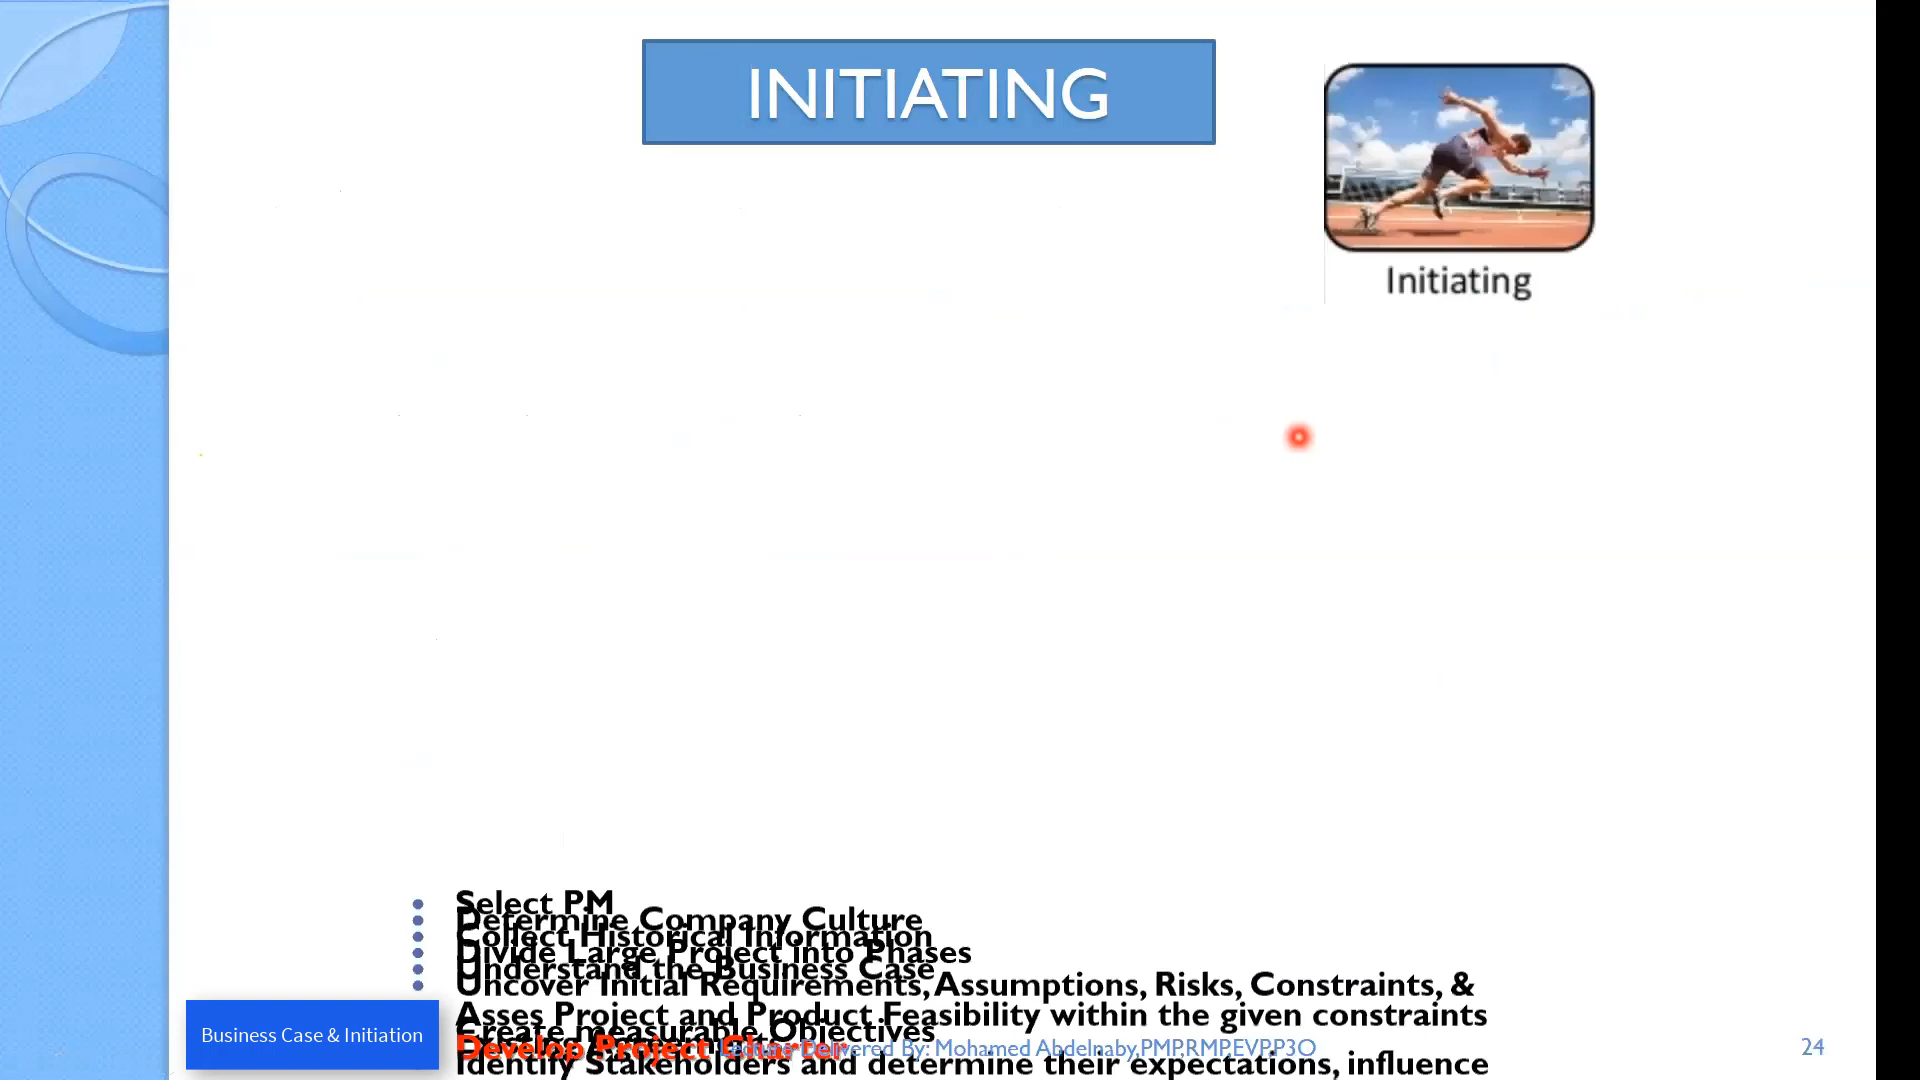 INITIATING
Initiating
Select PM
Determine Company Culture
Collect Historical Information
Divide Large Project into Phases
Understand the Business Case
Uncover Initial Requirements, Assumptions, Risks, Constraints, &
Asses Project and Product Feasibility within the given constraints
Create measurable Objectives
Develop Project Charter
Identify Stakeholders and determine their expectations, influence
Business Case & Initiation
Lecture Delivered By: Mohamed Abdelnaby,PMP,RMP,EVP,P3O
24